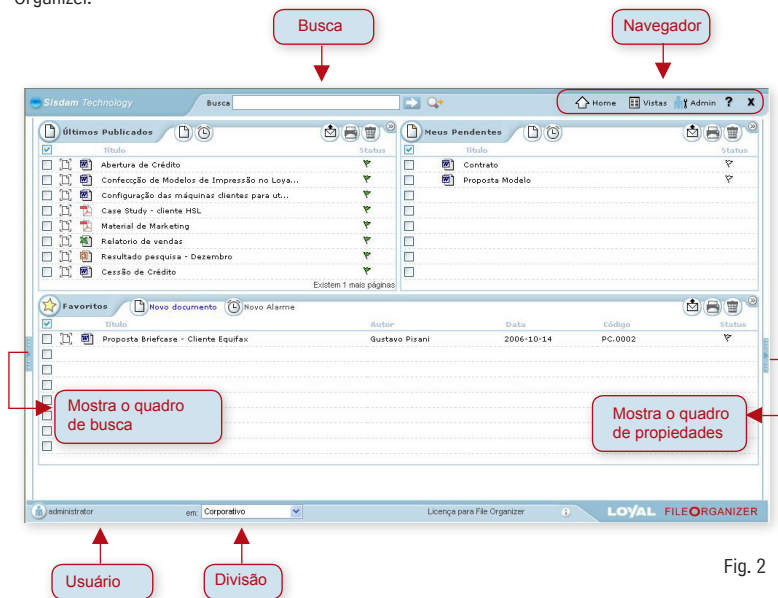 Organizer.
Busca
Navegador
Sisdam Technology
Busca
Home Vistas Admin ? X
Últimos Publicados
Título Status
Abertura de Crédito
Confecção de Modelos de Impressão no Loya...
Configuração das máquinas clientes para ut...
Case Study - cliente HSL
Material de Marketing
Relatorio de vendas
Resultado pesquisa - Dezembro
Cessão de Crédito
Existem 1 mais páginas
Meus Pendentes
Título Status
Contrato
Proposta Modelo
Favoritos Novo documento Novo Alarme
Título Autor Data Código Status
Proposta Briefcase - Cliente Equifax Gustavo Pisani 2006-10-14 PC.0002
Mostra o quadro
de busca
Mostra o quadro
de propiedades
administrator em: Corporativo Licença para File Organizer LOYAL FILEORGANIZER
Usuário
Divisão
Fig. 2